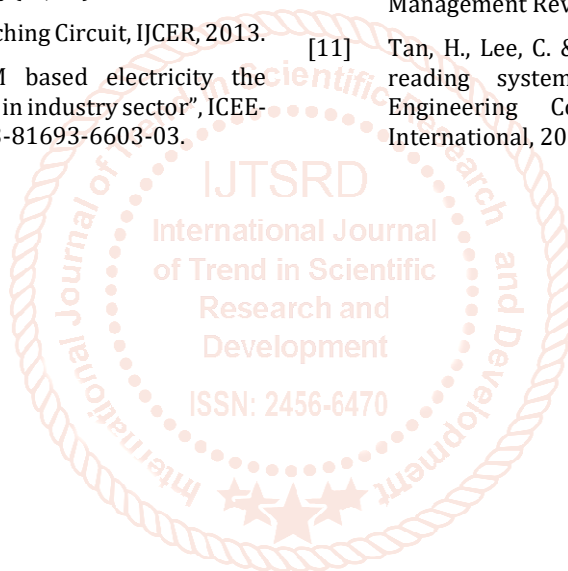 ching Circuit, IJCER, 2013.
M based electricity the
in industry sector”, ICEE-
-81693-6603-03.
Management Rev
[11] Tan, H., Lee, C. &
reading system
Engineering Co
International, 20
International Journal of Trend in Scientific Research and Development
IJTSRD
International Journal
of Trend in Scientific
Research and
Development
ISSN: 2456-6470